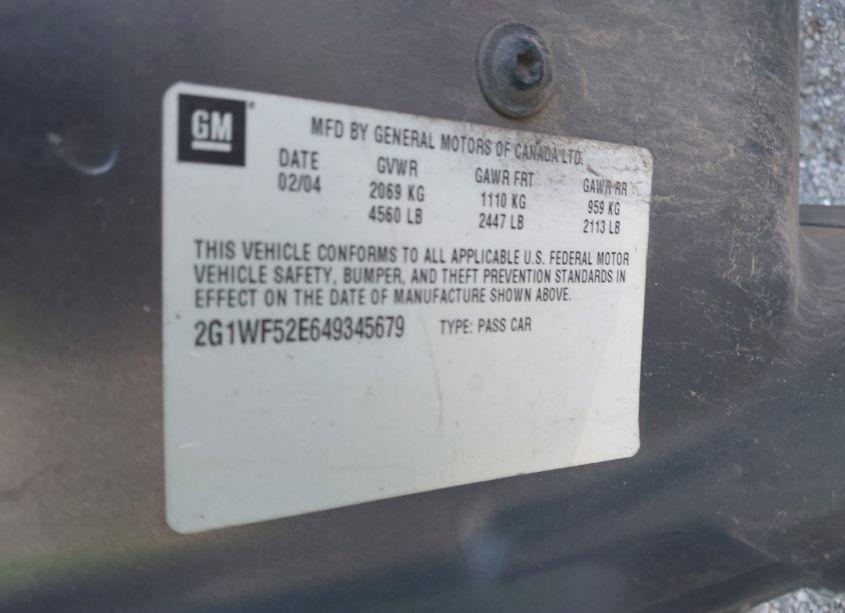 GM
MFD BY GENERAL MOTORS OF CANADA LTD.
DATE GVWR GAWR FRT GAWR RR
02/04 2069 KG 1110 KG 959 KG
4560 LB 2447 LB 2113 LB
THIS VEHICLE CONFORMS TO ALL APPLICABLE U.S. FEDERAL MOTOR
VEHICLE SAFETY, BUMPER, AND THEFT PREVENTION STANDARDS IN
EFFECT ON THE DATE OF MANUFACTURE SHOWN ABOVE.
2G1WF52E649345679 TYPE: PASS CAR